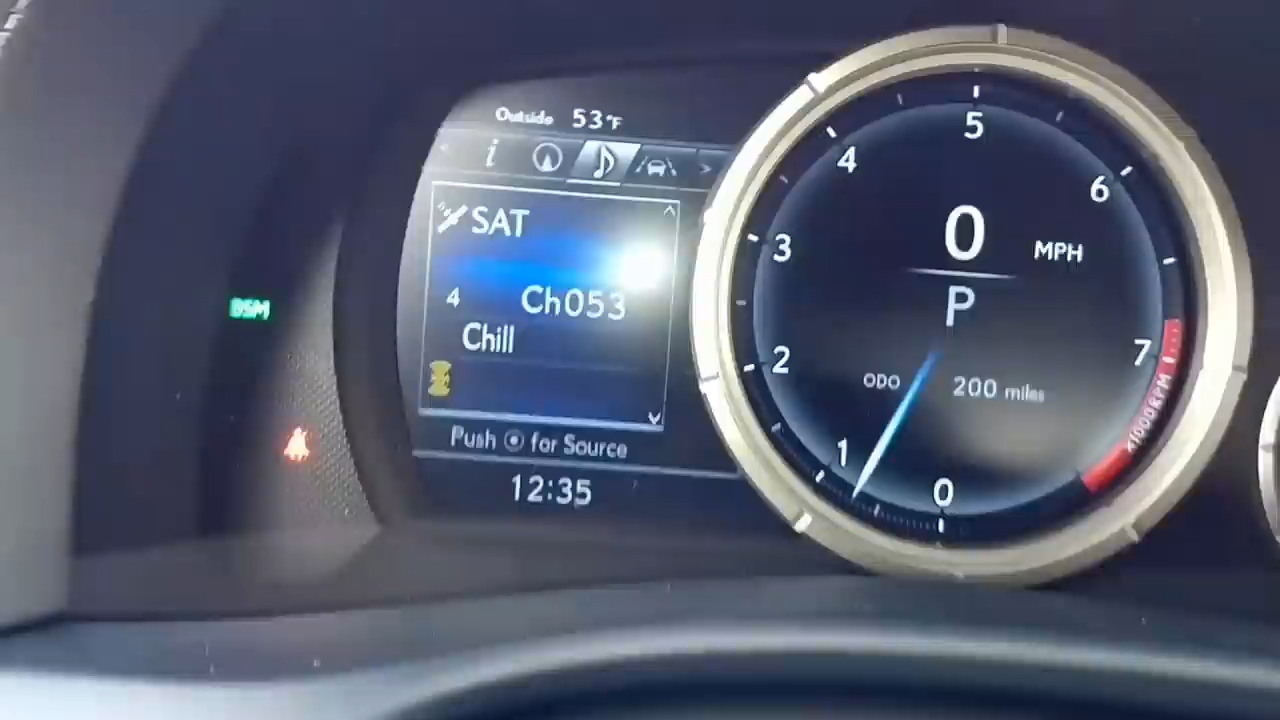 Outside 53°F
i
SAT
4 Ch053
Chill
Push for Source
12:35
BSM
0 MPH
P
ODO 200 miles
0
1
2
3
4
5
6
7
x1000RPM